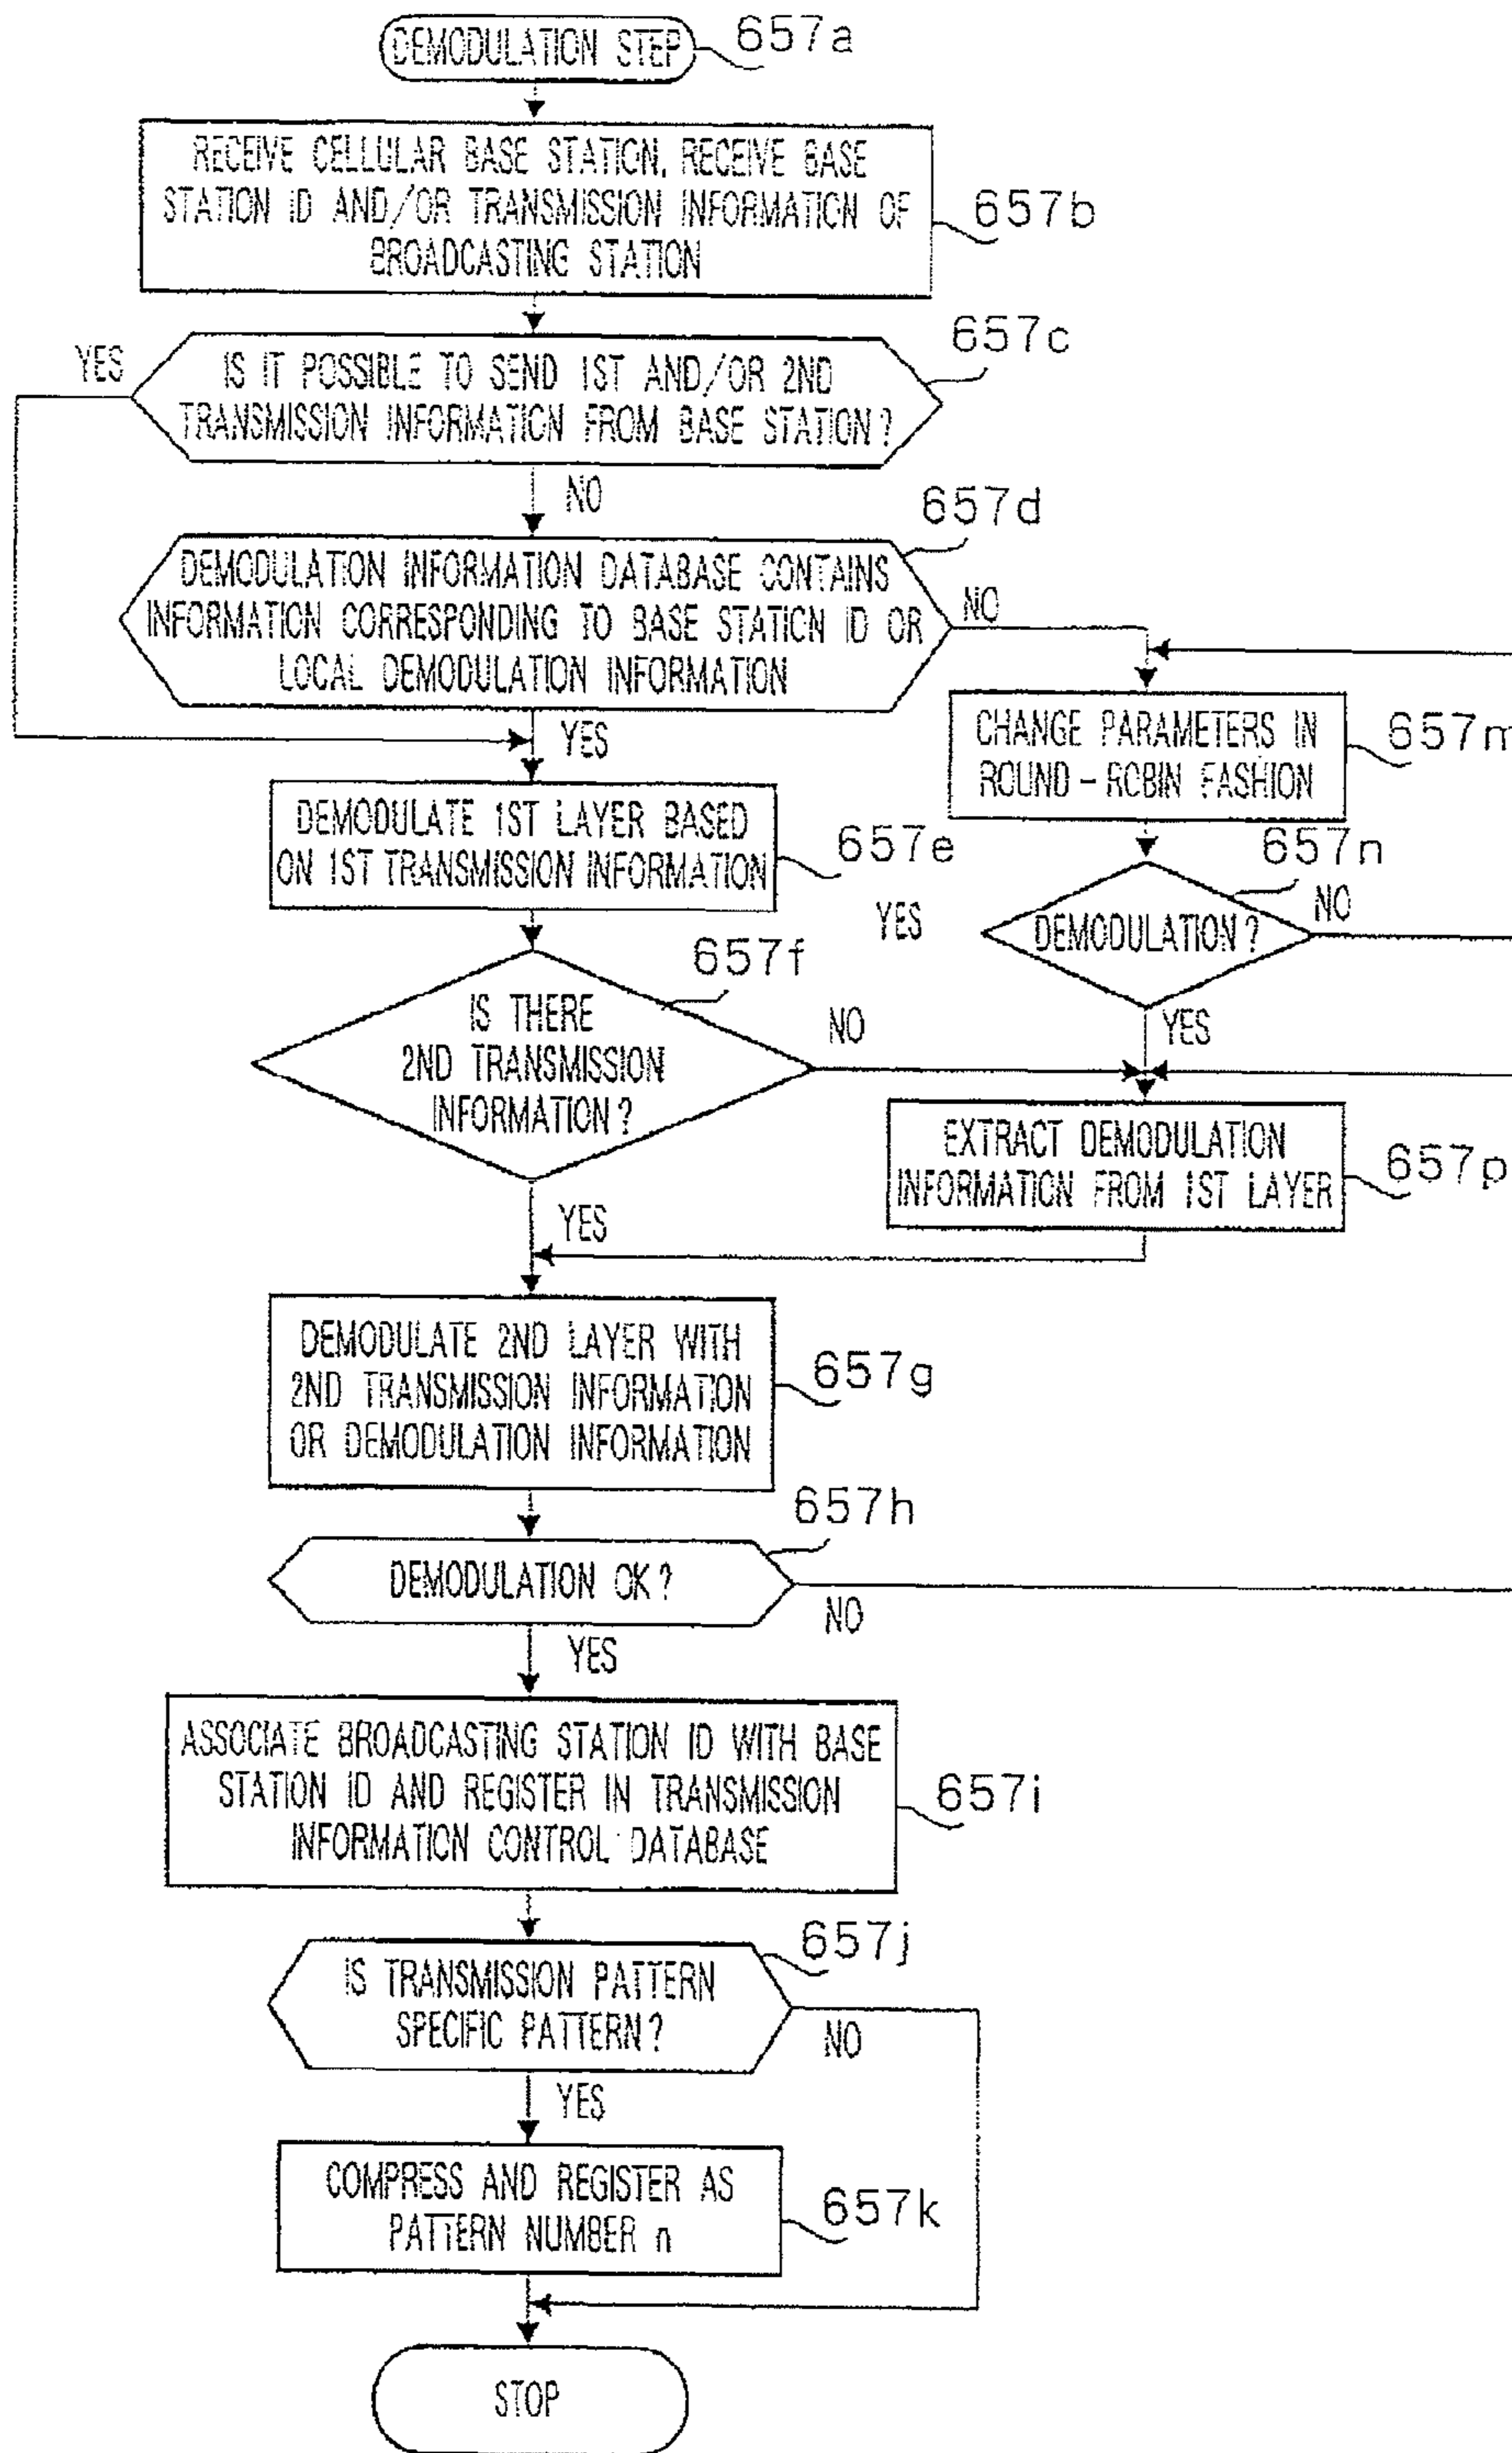 DEMODULATION STEP
657a
RECEIVE CELLULAR BASE STATION, RECEIVE BASE
STATION ID AND/OR TRANSMISSION INFORMATION OF
BROADCASTING STATION
657b
YES
IS IT POSSIBLE TO SEND 1ST AND/OR 2ND
TRANSMISSION INFORMATION FROM BASE STATION?
657c
NO
657d
DEMODULATION INFORMATION DATABASE CONTAINS
INFORMATION CORRESPONDING TO BASE STATION ID OR
LOCAL DEMODULATION INFORMATION
NO
YES
CHANGE PARAMETERS IN
ROUND-ROBIN FASHION
657m
DEMODULATE 1ST LAYER BASED
ON 1ST TRANSMISSION INFORMATION
657e
657n
YES
DEMODULATION?
NO
657f
IS THERE
2ND TRANSMISSION
INFORMATION?
NO
YES
EXTRACT DEMODULATION
INFORMATION FROM 1ST LAYER
657p
YES
DEMODULATE 2ND LAYER WITH
2ND TRANSMISSION INFORMATION
OR DEMODULATION INFORMATION
657g
657h
DEMODULATION OK?
NO
YES
ASSOCIATE BROADCASTING STATION ID WITH BASE
STATION ID AND REGISTER IN TRANSMISSION
INFORMATION CONTROL DATABASE
657i
657j
IS TRANSMISSION PATTERN
SPECIFIC PATTERN?
NO
YES
COMPRESS AND REGISTER AS
PATTERN NUMBER n
657k
STOP